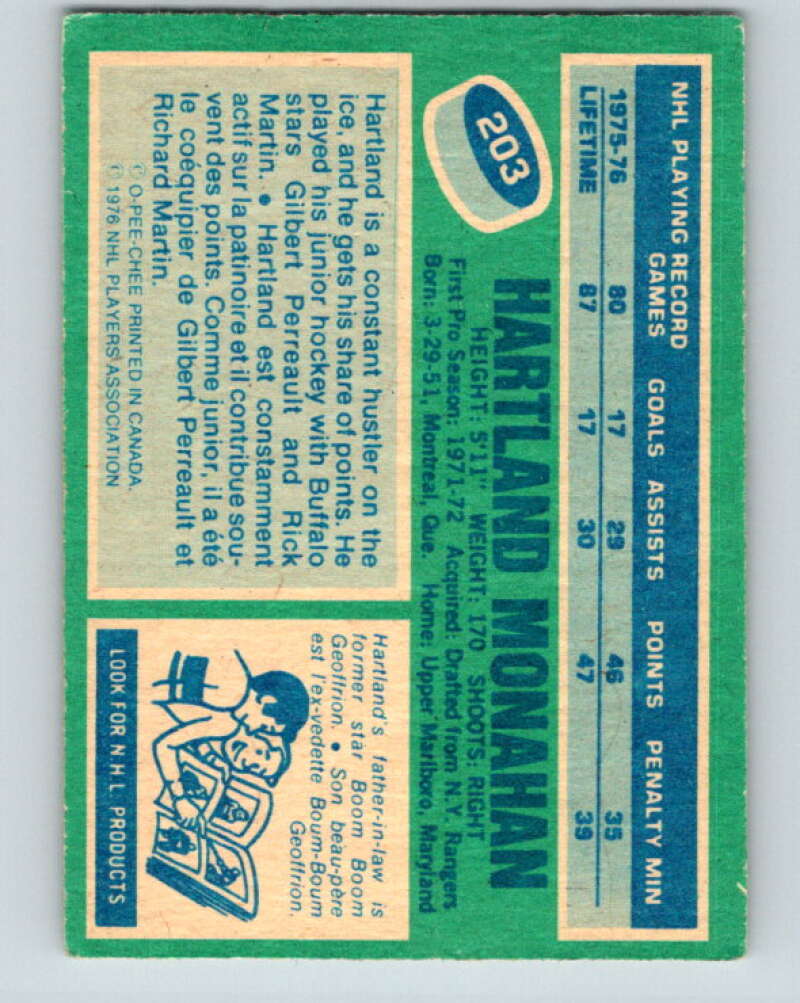 NHL PLAYING RECORD
GAMES GOALS ASSISTS POINTS PENALTY MIN
1975-76 80 17 29 46 35
LIFETIME 87 17 30 47 39
203
HARTLAND MONAHAN
HEIGHT: 5'11" WEIGHT: 170 SHOOTS: RIGHT
First Pro Season: 1971-72 Acquired: Drafted from N.Y. Rangers
Born: 3-29-51, Montreal, Que. Home: Upper Marlboro, Maryland
Hartland is a constant hustler on the
ice, and he gets his share of points. He
played his junior hockey with Buffalo
stars Gilbert Perreault and Rick
Martin. • Hartland est constamment
actif sur la patinoire et il contribue sou-
vent des points. Comme junior, il a été
le coéquipier de Gilbert Perreault et
Richard Martin.
© O-PEE-CHEE PRINTED IN CANADA.
© 1976 NHL PLAYERS ASSOCIATION
Hartland's father-in-law is
former star Boom Boom
Geoffrion. • Son beau-père
est l'ex-vedette Boum-Boum
Geoffrion.
LOOK FOR N.H.L. PRODUCTS